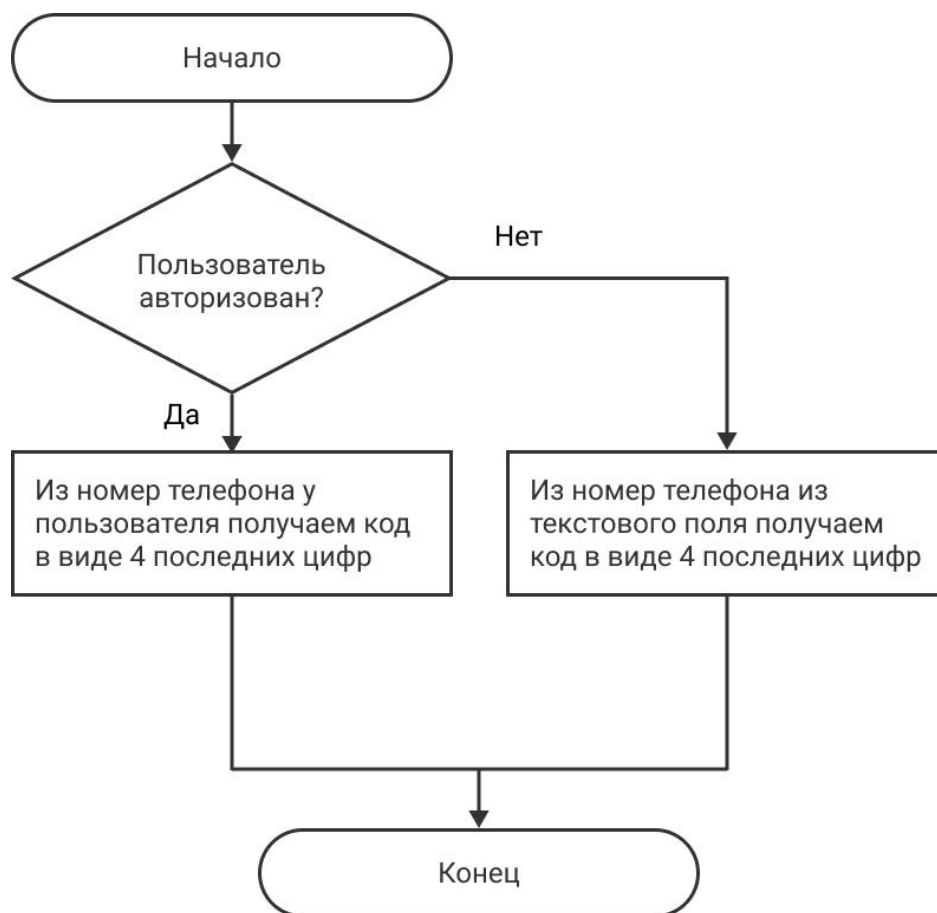 Начало
Пользователь
авторизован?
Нет
Да
Из номер телефона у
пользователя получаем код
в виде 4 последних цифр
Из номер телефона из
текстового поля получаем
код в виде 4 последних цифр
Конец